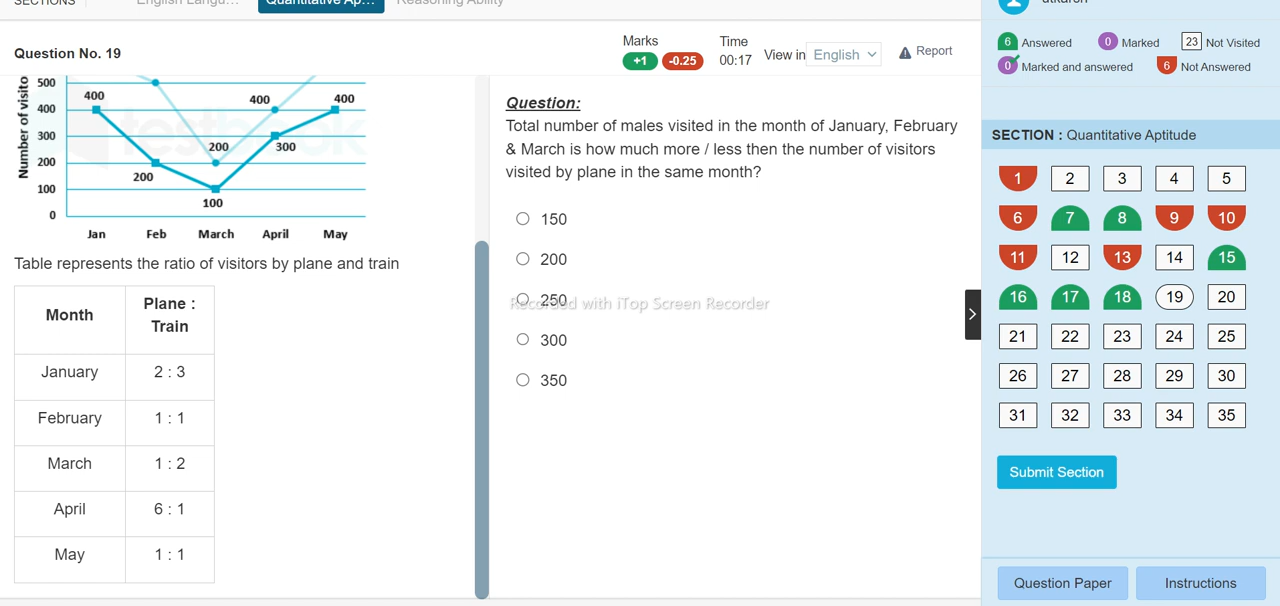 SECTIONS
English Langu...
Quantitative Ap...
Reasoning Ability
Question No. 19
Marks
+1 -0.25
Time
00:17
View in English
Report
Number of visito
500
400
300
200
100
0
400
200
200
100
400
300
400
Jan Feb March April May
Table represents the ratio of visitors by plane and train
Month Plane : Train
January 2 : 3
February 1 : 1
March 1 : 2
April 6 : 1
May 1 : 1
Question:
Total number of males visited in the month of January, February
& March is how much more / less then the number of visitors
visited by plane in the same month?
150
200
250
300
350
Recorded with iTop Screen Recorder
utkarsh
6 Answered 0 Marked 23 Not Visited
0 Marked and answered 6 Not Answered
SECTION : Quantitative Aptitude
1 2 3 4 5
6 7 8 9 10
11 12 13 14 15
16 17 18 19 20
21 22 23 24 25
26 27 28 29 30
31 32 33 34 35
Submit Section
Question Paper Instructions